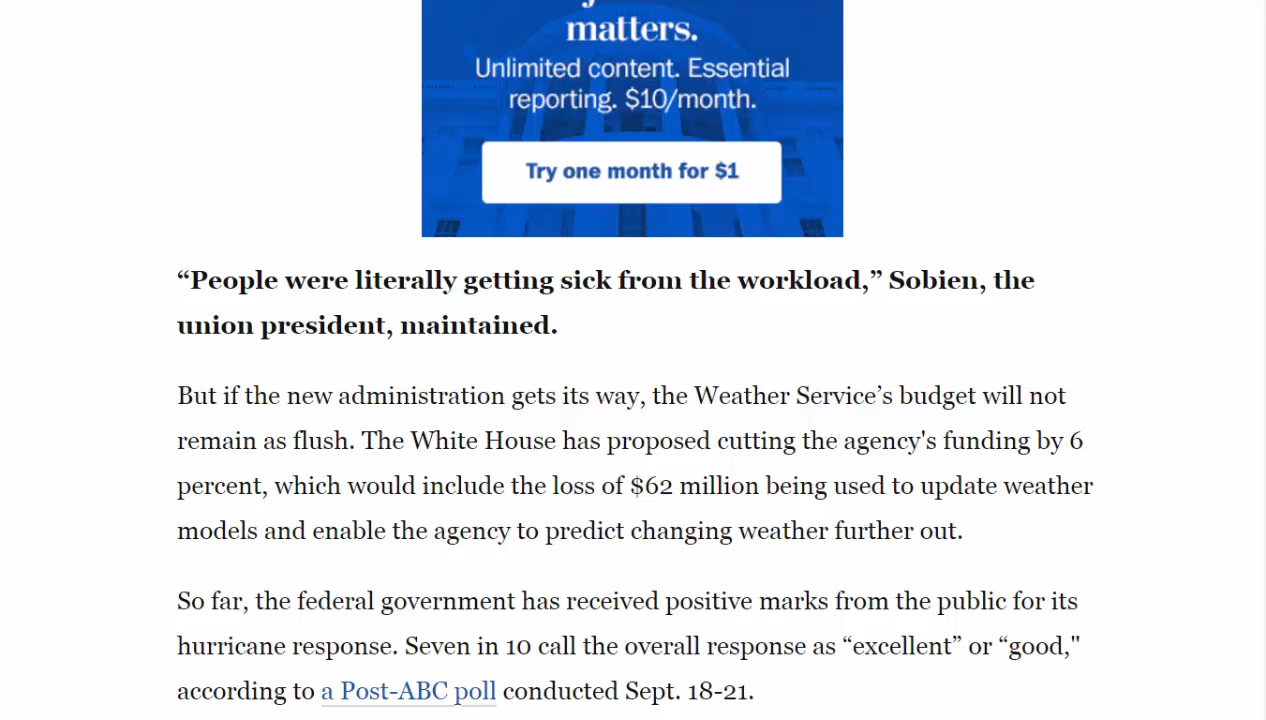 matters.
Unlimited content. Essential
reporting. $10/month.
Try one month for $1
“People were literally getting sick from the workload,” Sobien, the
union president, maintained.
But if the new administration gets its way, the Weather Service’s budget will not
remain as flush. The White House has proposed cutting the agency's funding by 6
percent, which would include the loss of $62 million being used to update weather
models and enable the agency to predict changing weather further out.
So far, the federal government has received positive marks from the public for its
hurricane response. Seven in 10 call the overall response as “excellent” or “good,"
according to a Post-ABC poll conducted Sept. 18-21.